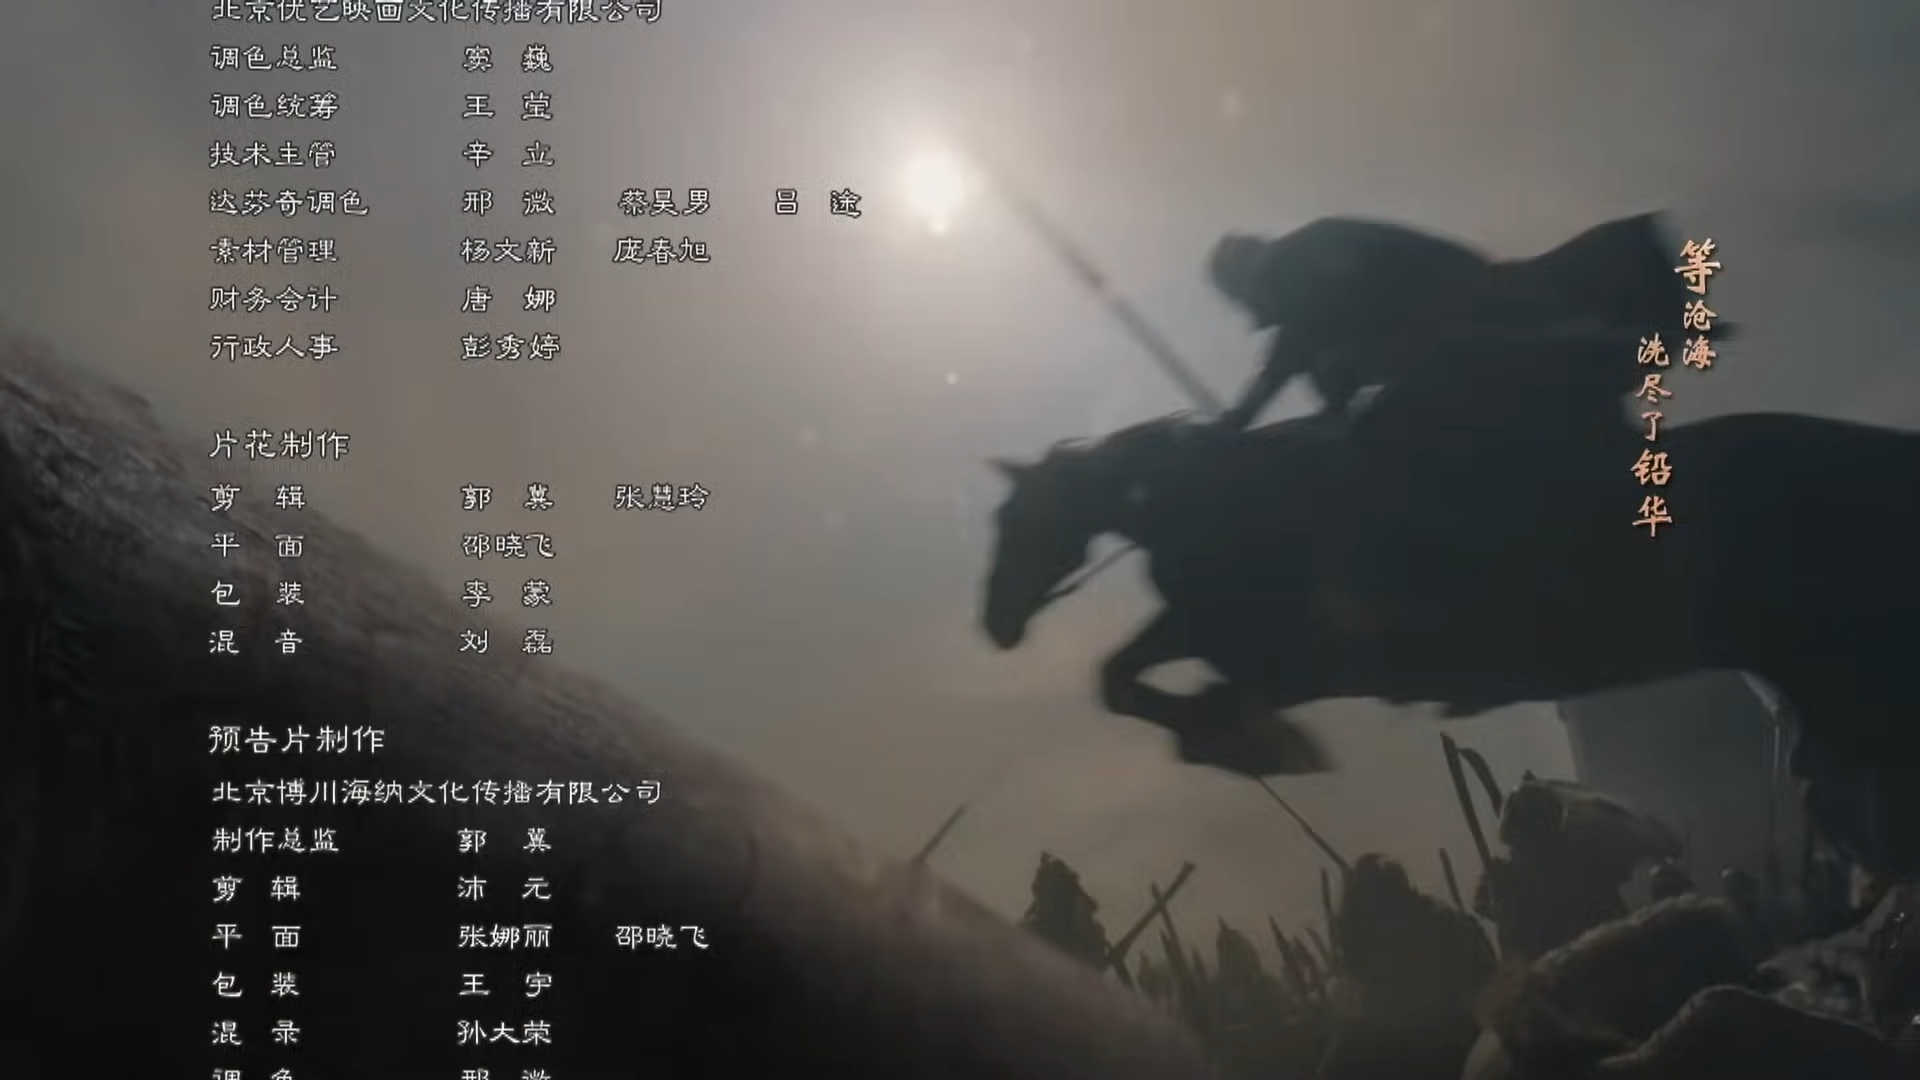 北京优艺映画文化传播有限公司
调色总监 窦 巍
调色统筹 王 莹
技术主管 辛 立
达芬奇调色 邢 微 蔡昊男 吕 途
素材管理 杨文新 庞春旭
财务会计 唐 娜
行政人事 彭秀婷
片花制作
剪 辑 郭 冀 张慧玲
平 面 邵晓飞
包 装 李 蒙
混 音 刘 磊
预告片制作
北京博川海纳文化传播有限公司
制作总监 郭 冀
剪 辑 沛 元
平 面 张娜丽 邵晓飞
包 装 王 宇
混 录 孙大荣
调 色 邢 微
等沧海
洗尽了铅华